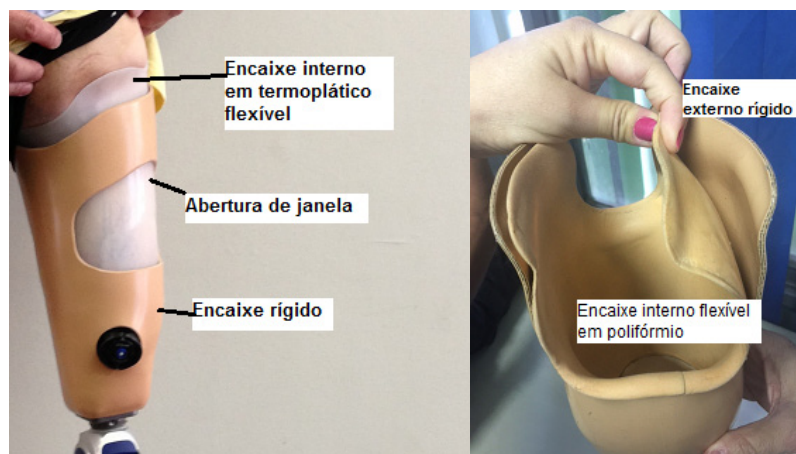 Encaixe interno
em termoplático
flexível
Abertura de janela
Encaixe rígido
Encaixe
externo rígido
Encaixe interno flexível
em polifórmio